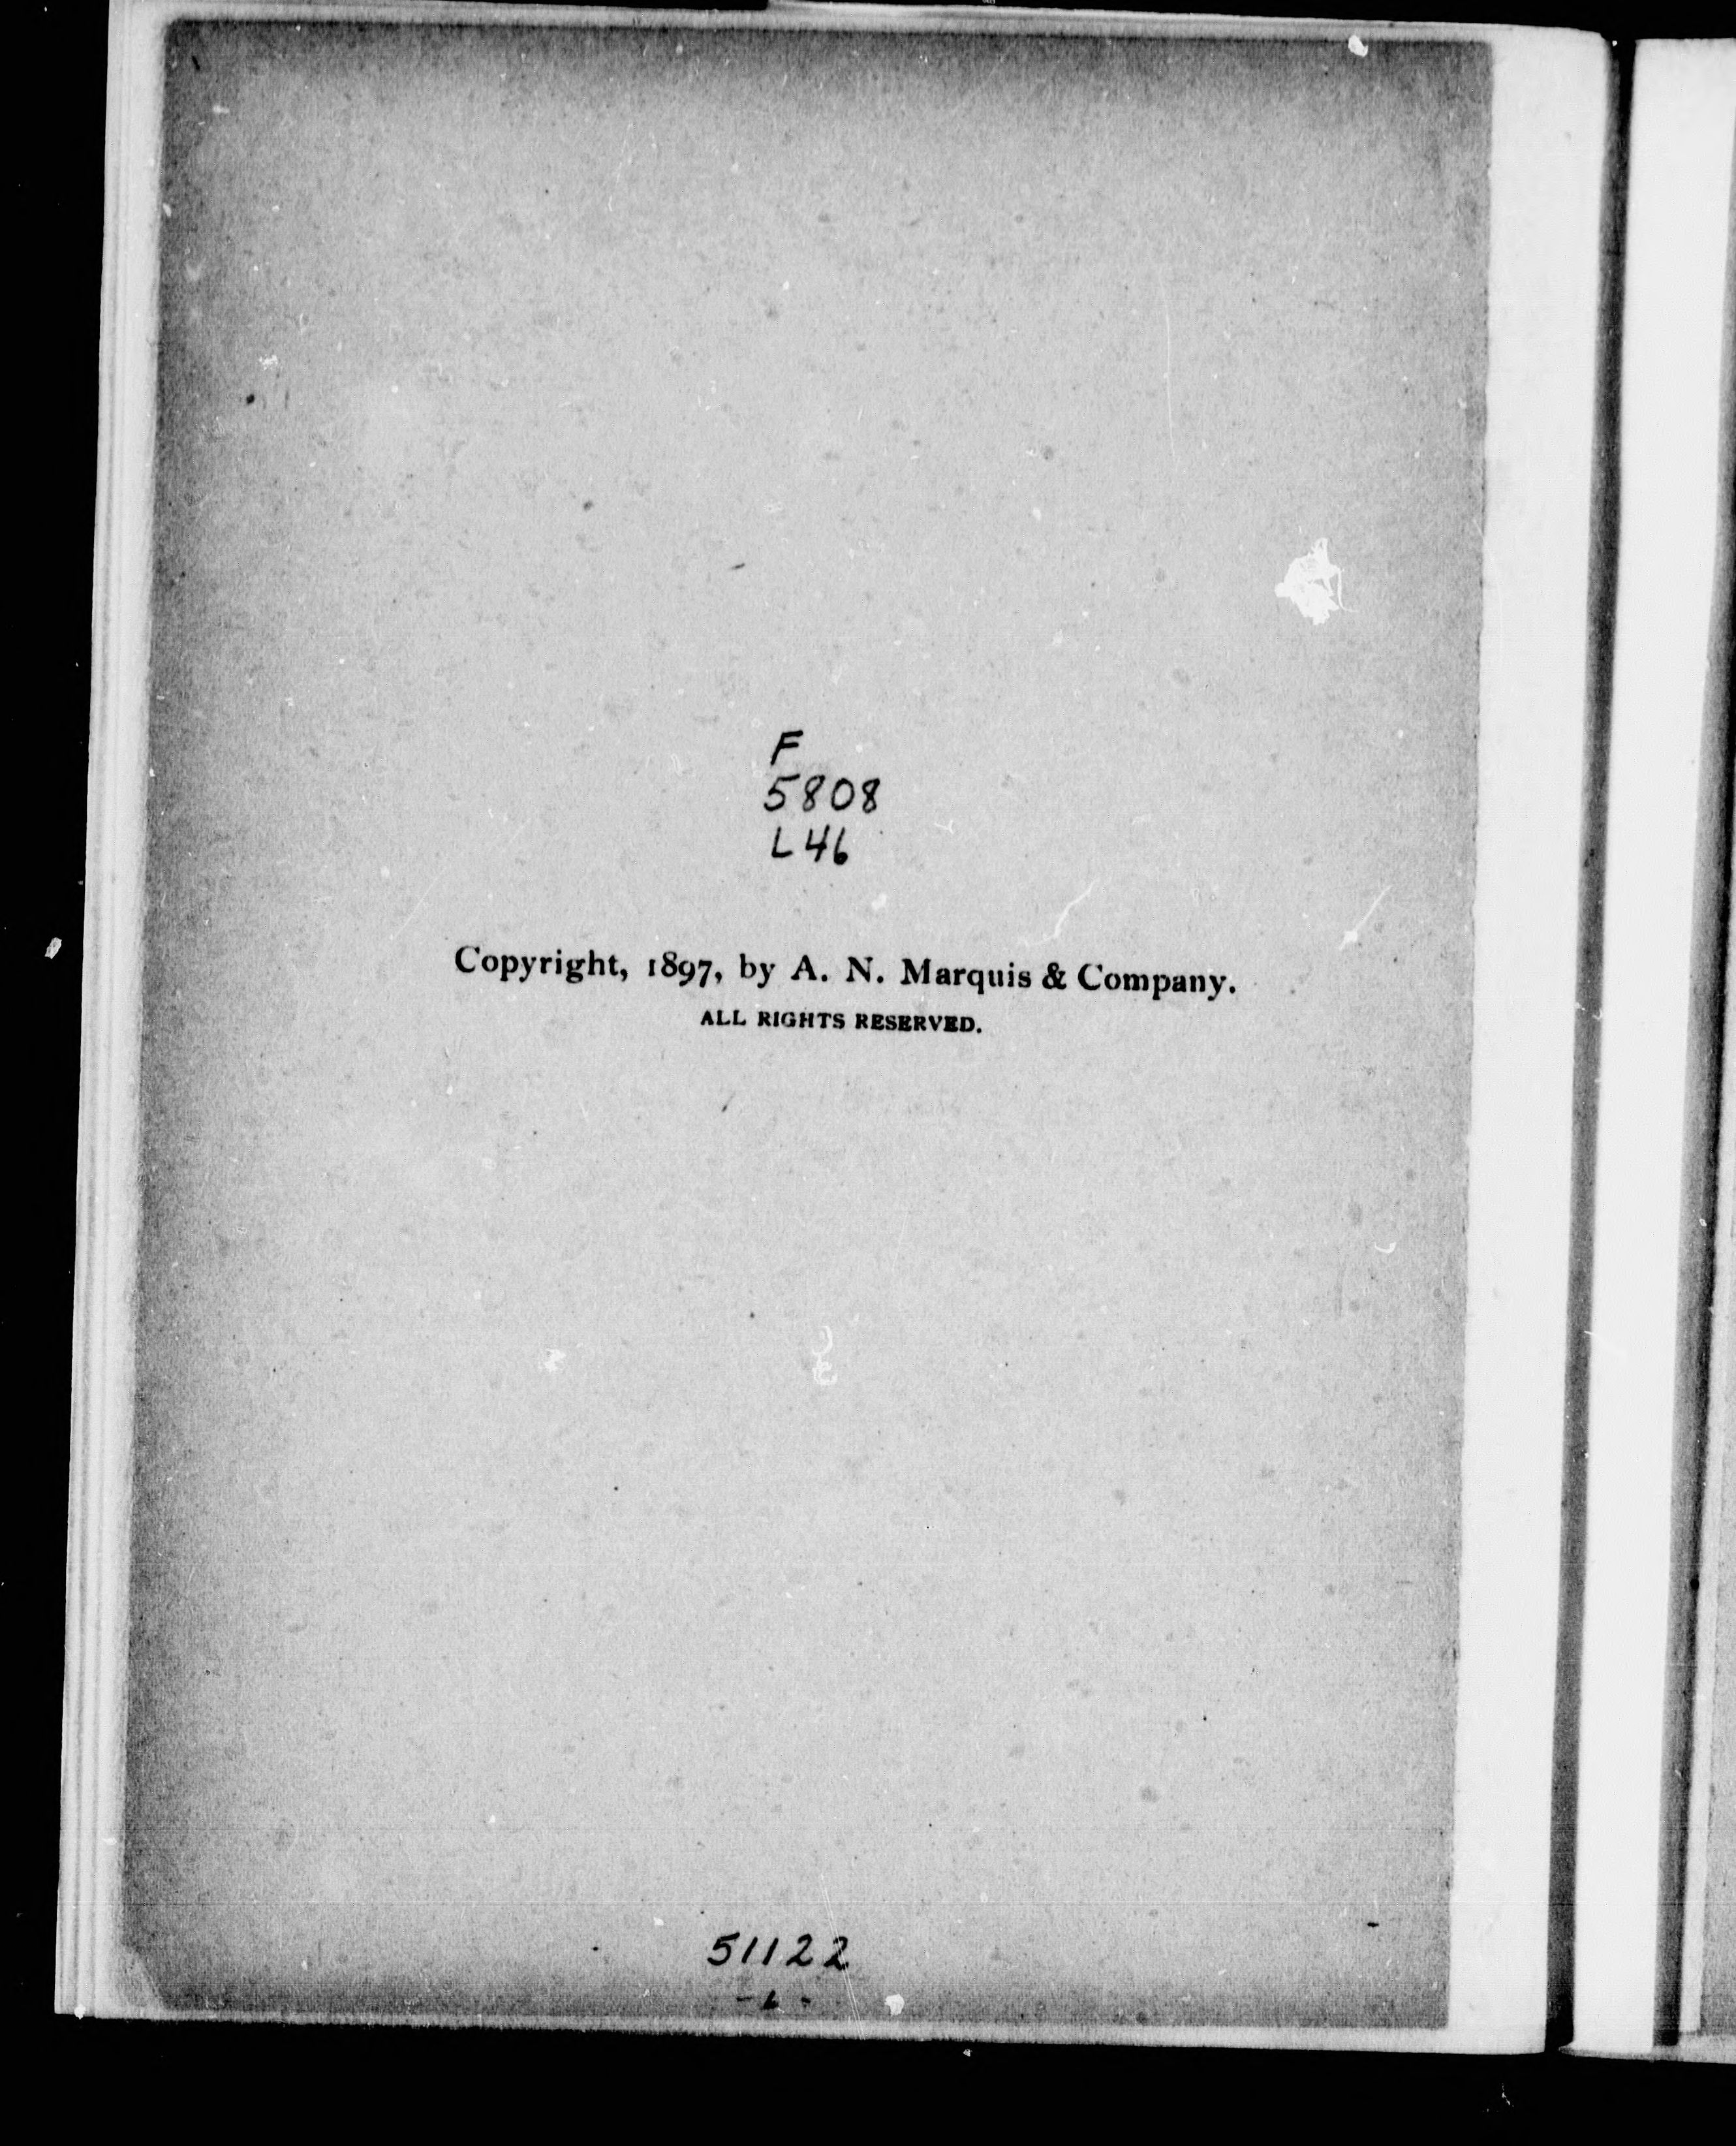 F
5808
L46
Copyright, 1897, by A. N. Marquis & Company.
ALL RIGHTS RESERVED.
51122